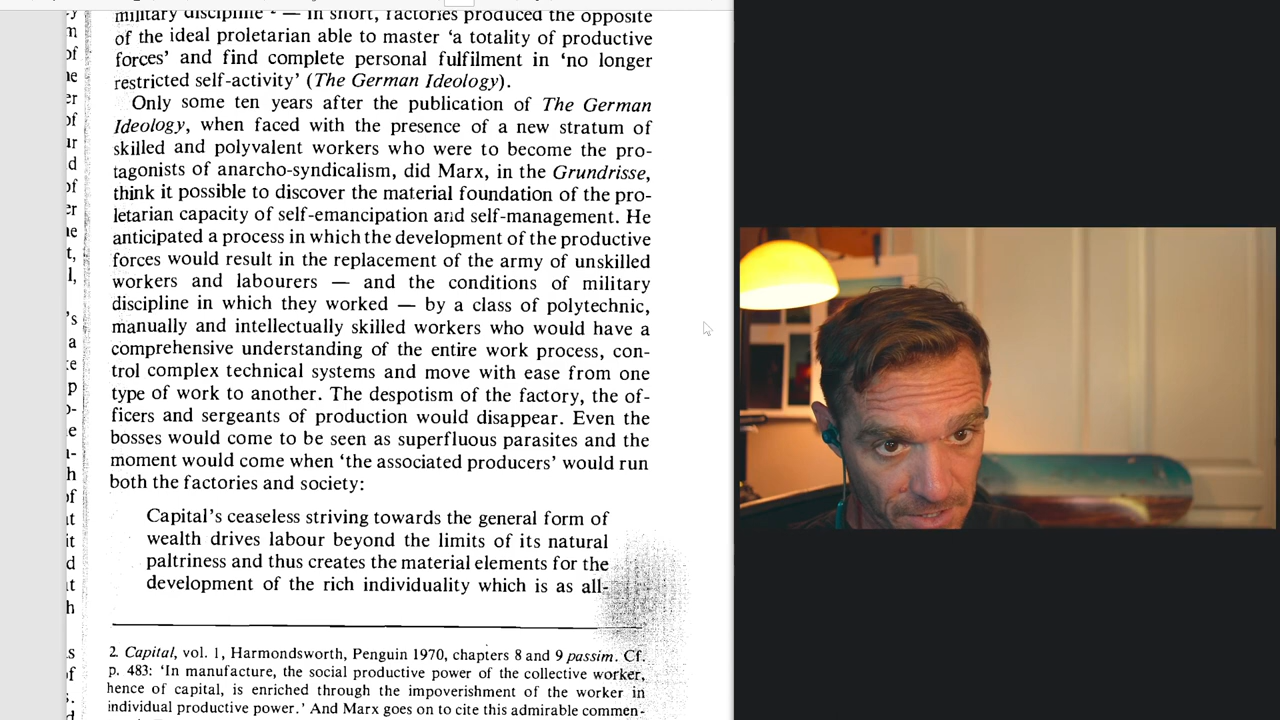 military discipline'2 — in short, factories produced the opposite
of the ideal proletarian able to master 'a totality of productive
forces' and find complete personal fulfilment in 'no longer
restricted self-activity' (The German Ideology).
Only some ten years after the publication of The German
Ideology, when faced with the presence of a new stratum of
skilled and polyvalent workers who were to become the pro-
tagonists of anarcho-syndicalism, did Marx, in the Grundrisse,
think it possible to discover the material foundation of the pro-
letarian capacity of self-emancipation and self-management. He
anticipated a process in which the development of the productive
forces would result in the replacement of the army of unskilled
workers and labourers — and the conditions of military
discipline in which they worked — by a class of polytechnic,
manually and intellectually skilled workers who would have a
comprehensive understanding of the entire work process, con-
trol complex technical systems and move with ease from one
type of work to another. The despotism of the factory, the of-
ficers and sergeants of production would disappear. Even the
bosses would come to be seen as superfluous parasites and the
moment would come when 'the associated producers' would run
both the factories and society:
Capital's ceaseless striving towards the general form of
wealth drives labour beyond the limits of its natural
paltriness and thus creates the material elements for the
development of the rich individuality which is as all-
2. Capital, vol. 1, Harmondsworth, Penguin 1970, chapters 8 and 9 passim. Cf.
p. 483: 'In manufacture, the social productive power of the collective worker,
hence of capital, is enriched through the impoverishment of the worker in
individual productive power.' And Marx goes on to cite this admirable commen-